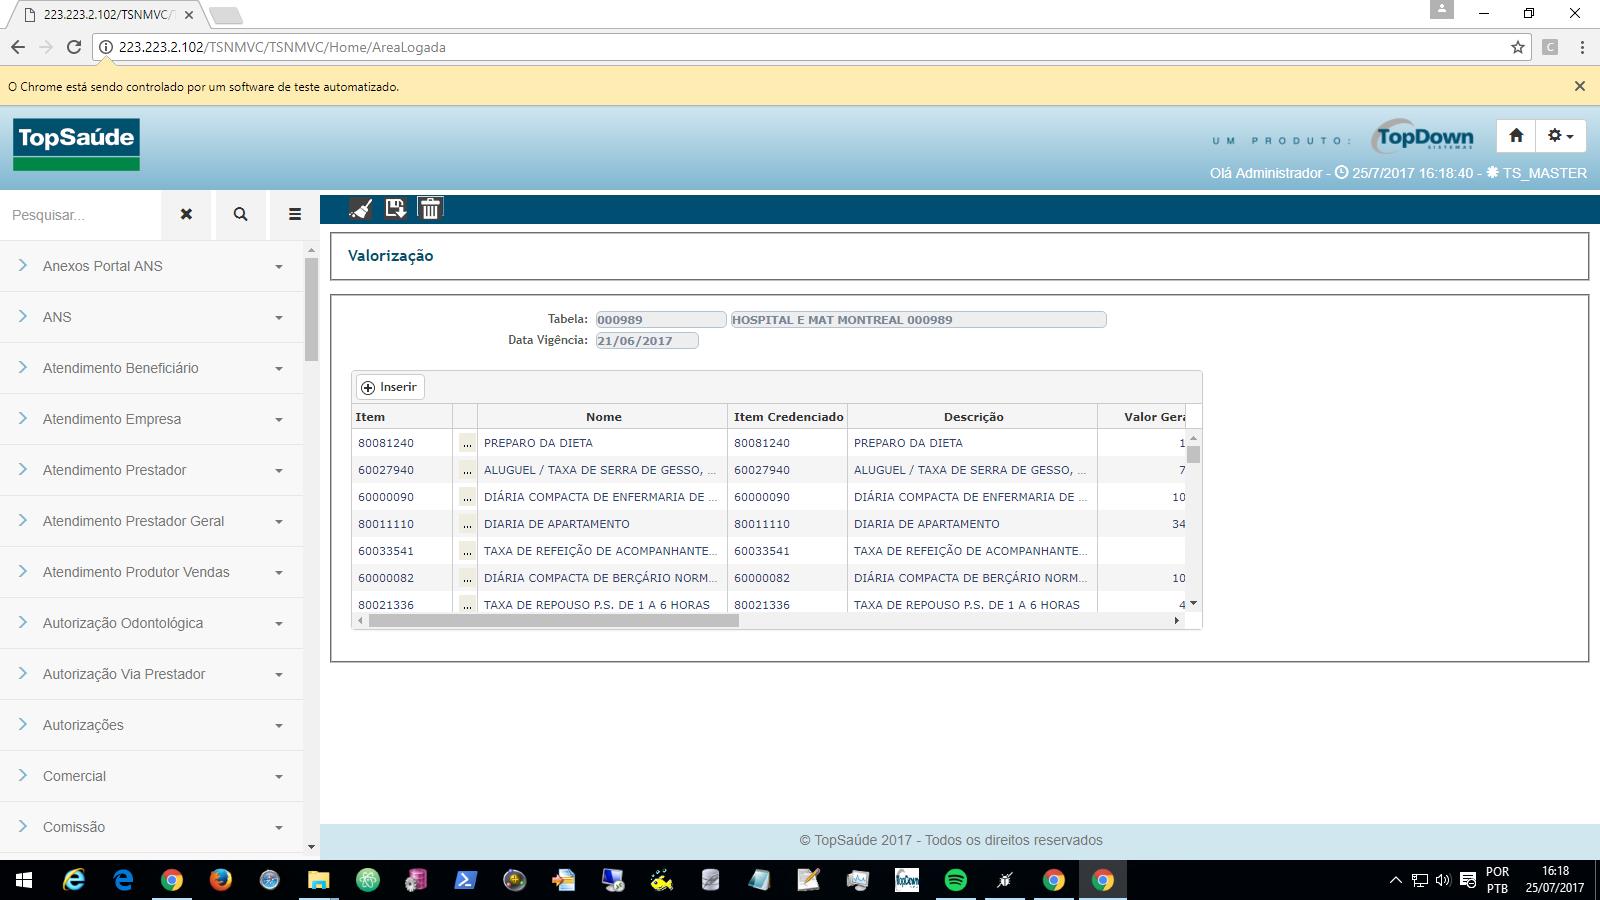 223.223.2.102/TSNMVC/
223.223.2.102/TSNMVC/TSNMVC/Home/AreaLogada
C
O Chrome está sendo controlado por um software de teste automatizado.
TopSaúde
UM PRODUTO: TopDown
SISTEMAS
Olá Administrador - 25/7/2017 16:18:40 - TS_MASTER
Pesquisar...
Anexos Portal ANS
ANS
Atendimento Beneficiário
Atendimento Empresa
Atendimento Prestador
Atendimento Prestador Geral
Atendimento Produtor Vendas
Autorização Odontológica
Autorização Via Prestador
Autorizações
Comercial
Comissão
Valorização
Tabela: 000989 HOSPITAL E MAT MONTREAL 000989
Data Vigência: 21/06/2017
Inserir
Item Nome Item Credenciado Descrição Valor Gera
80081240 ... PREPARO DA DIETA 80081240 PREPARO DA DIETA 1
60027940 ... ALUGUEL / TAXA DE SERRA DE GESSO, ... 60027940 ALUGUEL / TAXA DE SERRA DE GESSO, ... 7
60000090 ... DIÁRIA COMPACTA DE ENFERMARIA DE ... 60000090 DIÁRIA COMPACTA DE ENFERMARIA DE ... 10
80011110 ... DIARIA DE APARTAMENTO 80011110 DIARIA DE APARTAMENTO 34
60033541 ... TAXA DE REFEIÇÃO DE ACOMPANHANTE... 60033541 TAXA DE REFEIÇÃO DE ACOMPANHANTE...
60000082 ... DIÁRIA COMPACTA DE BERÇÁRIO NORM... 60000082 DIÁRIA COMPACTA DE BERÇÁRIO NORM... 10
80021336 ... TAXA DE REPOUSO P.S. DE 1 A 6 HORAS 80021336 TAXA DE REPOUSO P.S. DE 1 A 6 HORAS 4
© TopSaúde 2017 - Todos os direitos reservados
TopDown
POR
PTB
16:18
25/07/2017